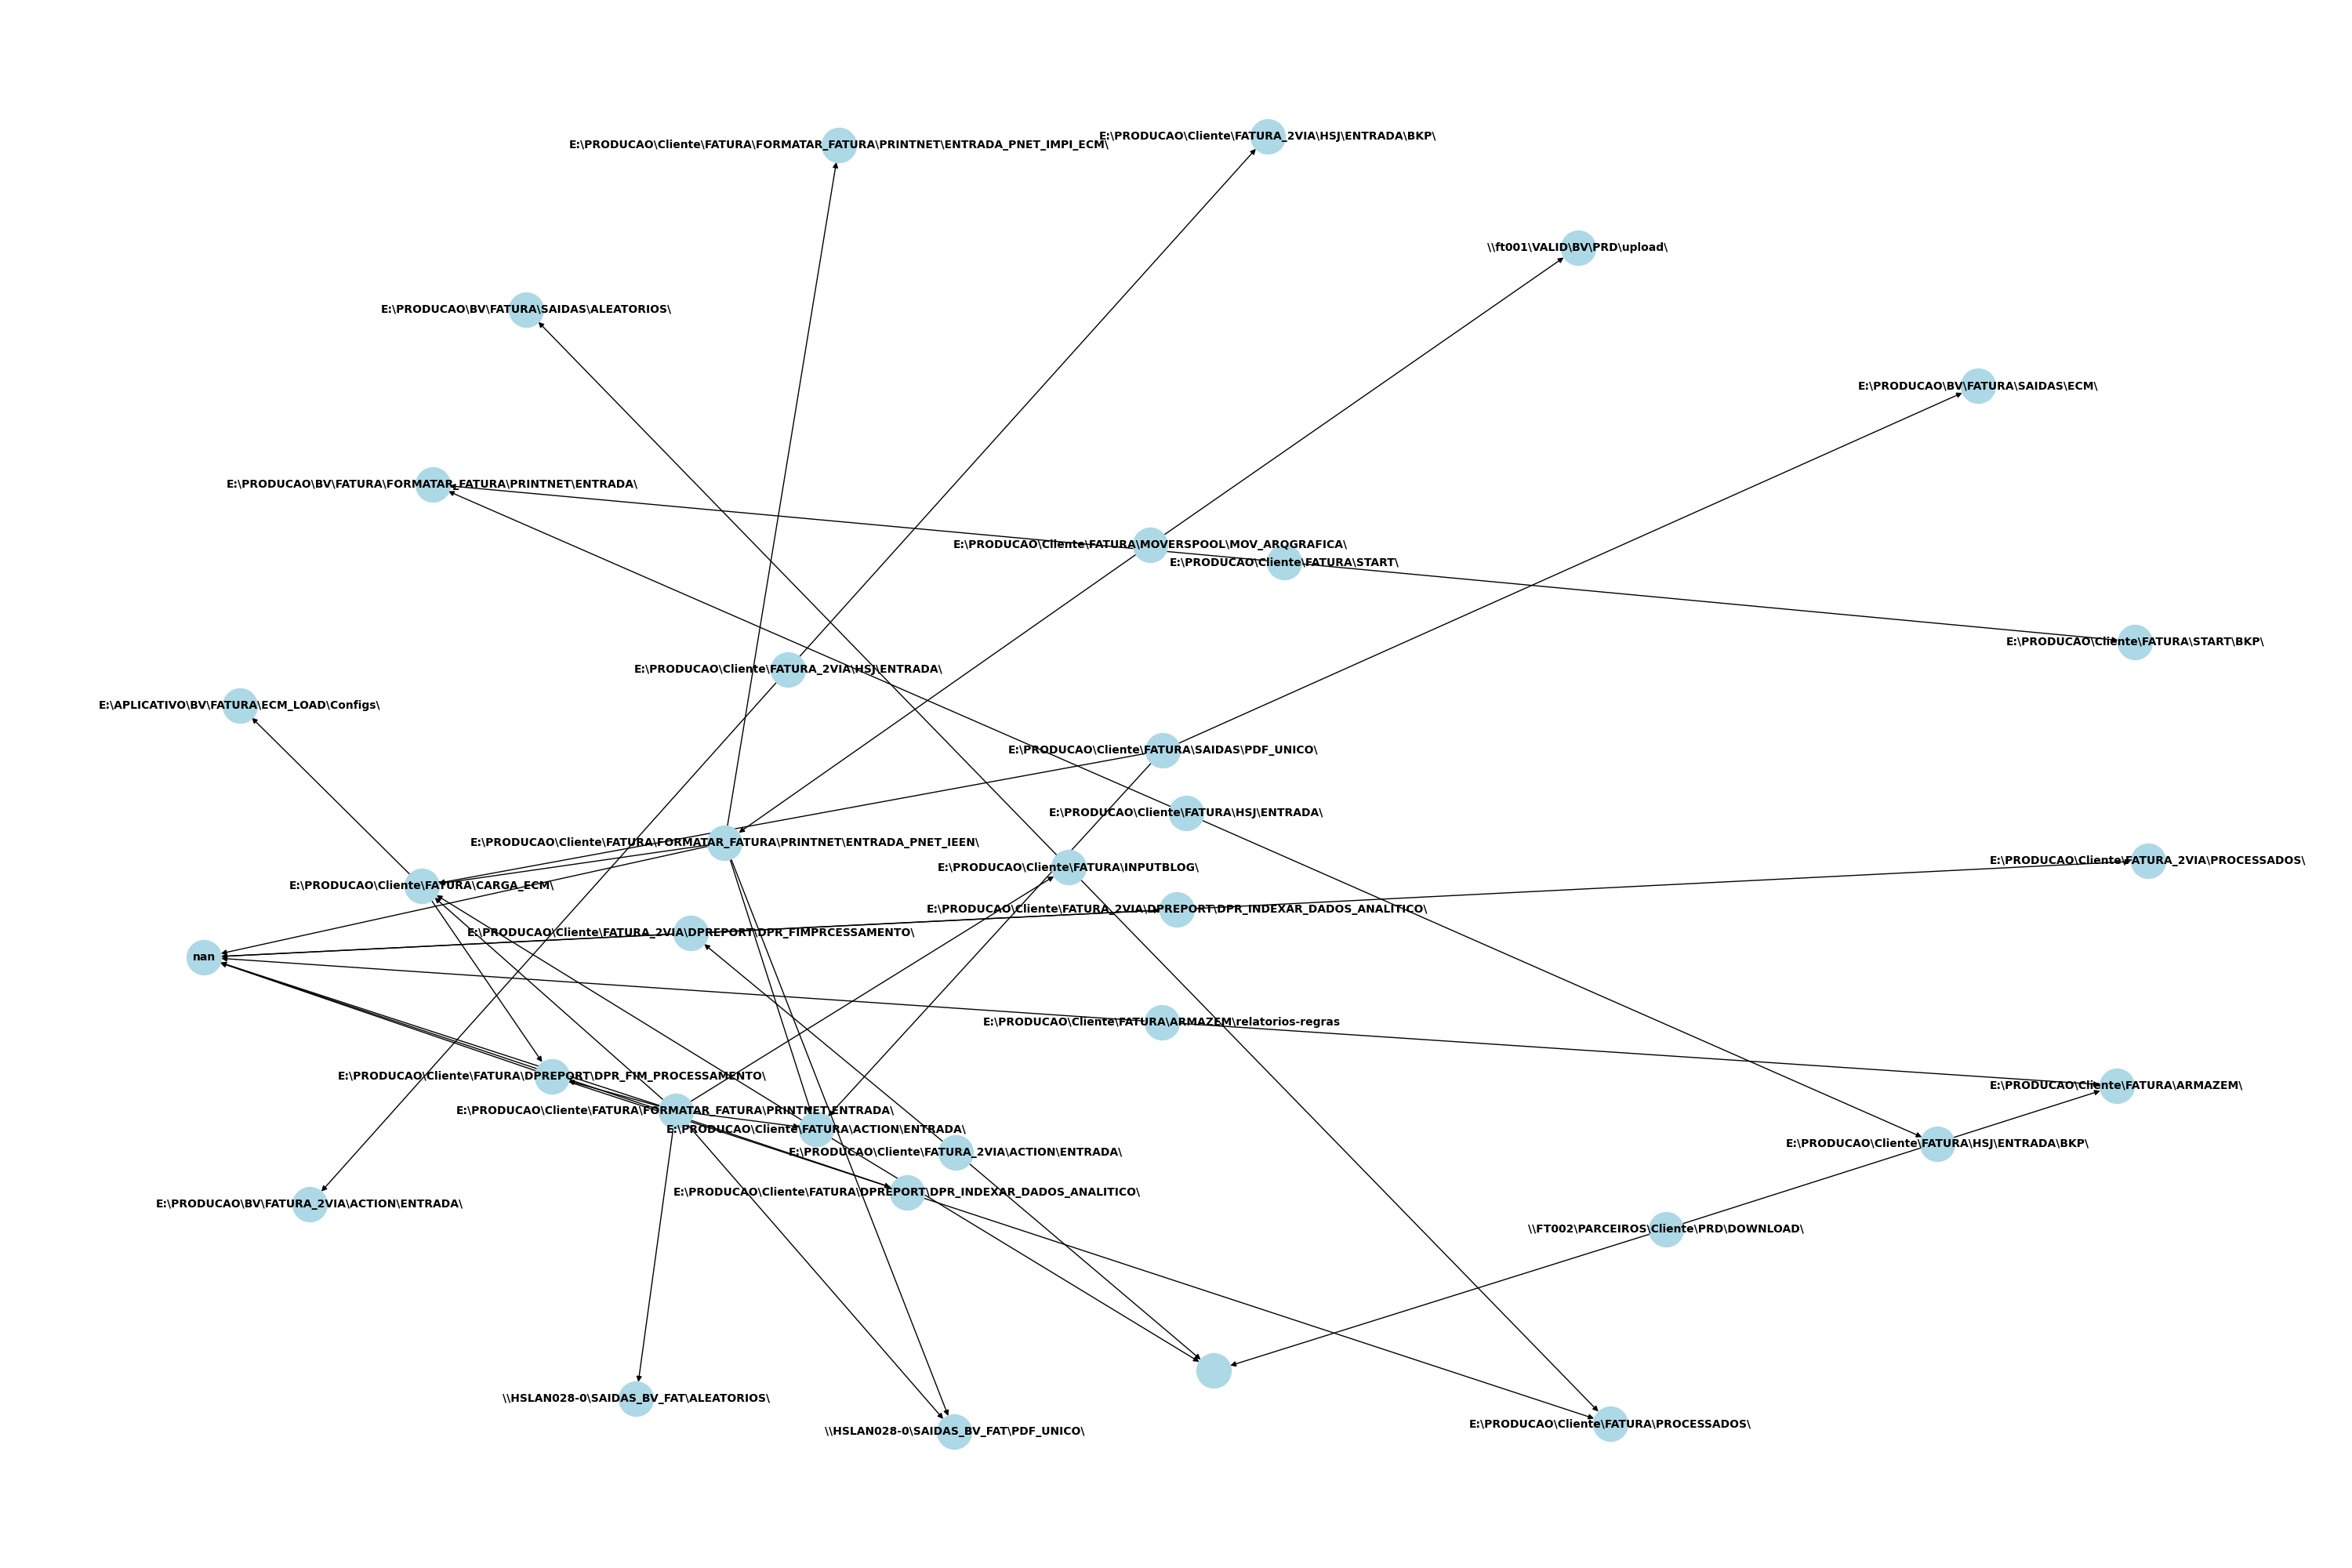 E:\PRODUCAO\Cliente\FATURA_2VIA\HSJ\ENTRADA\BKP\
E:\PRODUCAO\Cliente\FATURA\FORMATAR_FATURA\PRINTNET\ENTRADA_PNET_IMPI_ECM\
\\ft001\VALID\BV\PRD\upload\
E:\PRODUCAO\BV\FATURA\SAIDAS\ALEATORIOS\
E:\PRODUCAO\BV\FATURA\SAIDAS\ECM\
E:\PRODUCAO\BV\FATURA\FORMATAR_FATURA\PRINTNET\ENTRADA\
E:\PRODUCAO\Cliente\FATURA\MOVERSPOOL\MOV_ARQGRAFICA\
E:\PRODUCAO\Cliente\FATURA\START\
E:\PRODUCAO\Cliente\FATURA\START\BKP\
E:\PRODUCAO\Cliente\FATURA_2VIA\HSJ\ENTRADA\
E:\APLICATIVO\BV\FATURA\ECM_LOAD\Configs\
E:\PRODUCAO\Cliente\FATURA\SAIDAS\PDF_UNICO\
E:\PRODUCAO\Cliente\FATURA\HSJ\ENTRADA\
E:\PRODUCAO\Cliente\FATURA\FORMATAR_FATURA\PRINTNET\ENTRADA_PNET_IEEN\
E:\PRODUCAO\Cliente\FATURA_2VIA\PROCESSADOS\
E:\PRODUCAO\Cliente\FATURA\INPUTBLOG\
E:\PRODUCAO\Cliente\FATURA\CARGA_ECM\
E:\PRODUCAO\Cliente\FATURA_2VIA\DPREPORT\DPR_INDEXAR_DADOS_ANALITICO\
E:\PRODUCAO\Cliente\FATURA_2VIA\DPREPORT\DPR_FIMPRCESSAMENTO\
nan
E:\PRODUCAO\Cliente\FATURA\ARMAZEM\relatorios-regras
E:\PRODUCAO\Cliente\FATURA\DPREPORT\DPR_FIM_PROCESSAMENTO\
E:\PRODUCAO\Cliente\FATURA\ARMAZEM\
E:\PRODUCAO\Cliente\FATURA\FORMATAR_FATURA\PRINTNET\ENTRADA\
E:\PRODUCAO\Cliente\FATURA\ACTION\ENTRADA\
E:\PRODUCAO\Cliente\FATURA\HSJ\ENTRADA\BKP\
E:\PRODUCAO\Cliente\FATURA_2VIA\ACTION\ENTRADA\
E:\PRODUCAO\Cliente\FATURA\DPREPORT\DPR_INDEXAR_DADOS_ANALITICO\
E:\PRODUCAO\BV\FATURA_2VIA\ACTION\ENTRADA\
\\FT002\PARCEIROS\Cliente\PRD\DOWNLOAD\
\\HSLAN028-0\SAIDAS_BV_FAT\ALEATORIOS\
E:\PRODUCAO\Cliente\FATURA\PROCESSADOS\
\\HSLAN028-0\SAIDAS_BV_FAT\PDF_UNICO\